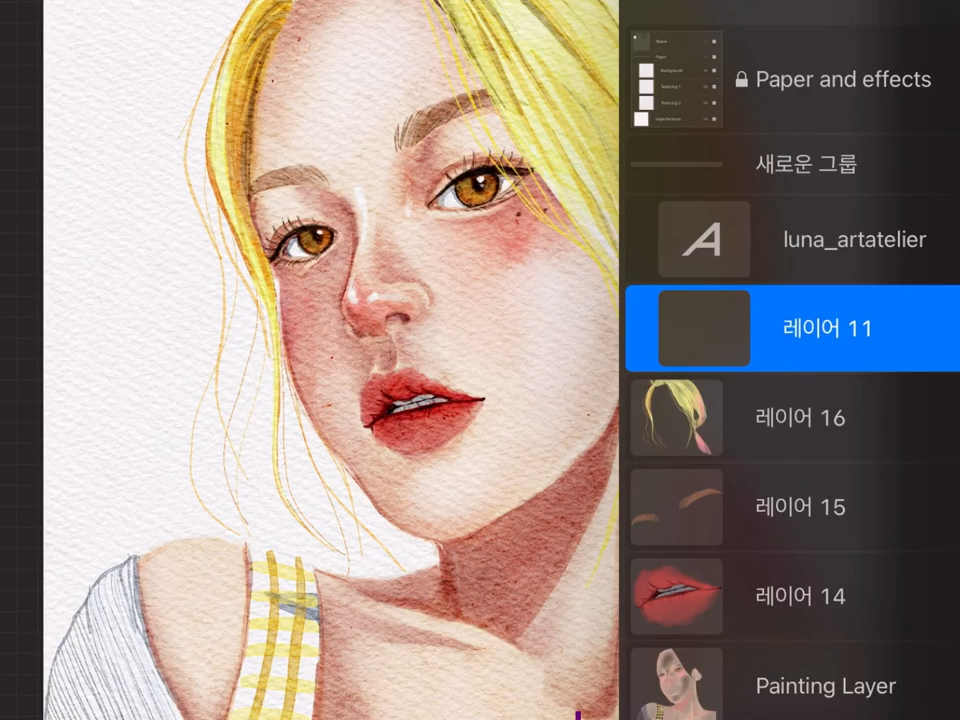 Paper and effects
새로운 그룹
A
luna_artatelier
레이어 11
레이어 16
레이어 15
레이어 14
Painting Layer